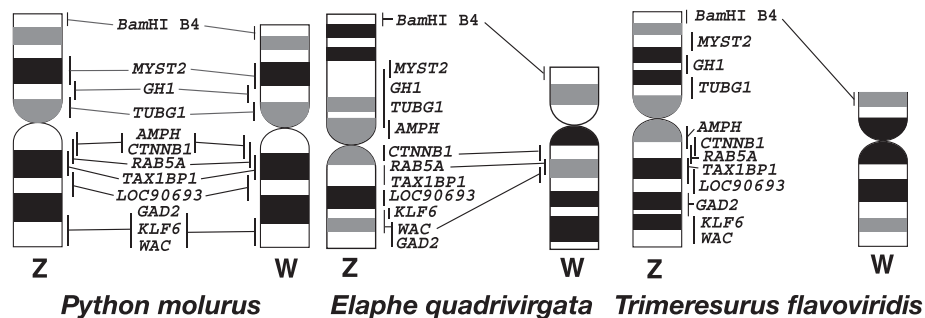 BamHI B4
MYST2
GH1
TUBG1
AMPH
CTNNB1
RAB5A
TAX1BP1
LOC90693
GAD2
KLF6
WAC
Z
W
Python molurus
BamHI B4
MYST2
GH1
TUBG1
AMPH
CTNNB1
RAB5A
TAX1BP1
LOC90693
KLF6
WAC
GAD2
Z
W
Elaphe quadrivirgata
BamHI B4
MYST2
GH1
TUBG1
AMPH
CTNNB1
RAB5A
TAX1BP1
LOC90693
GAD2
KLF6
WAC
Z
W
Trimeresurus flavoviridis